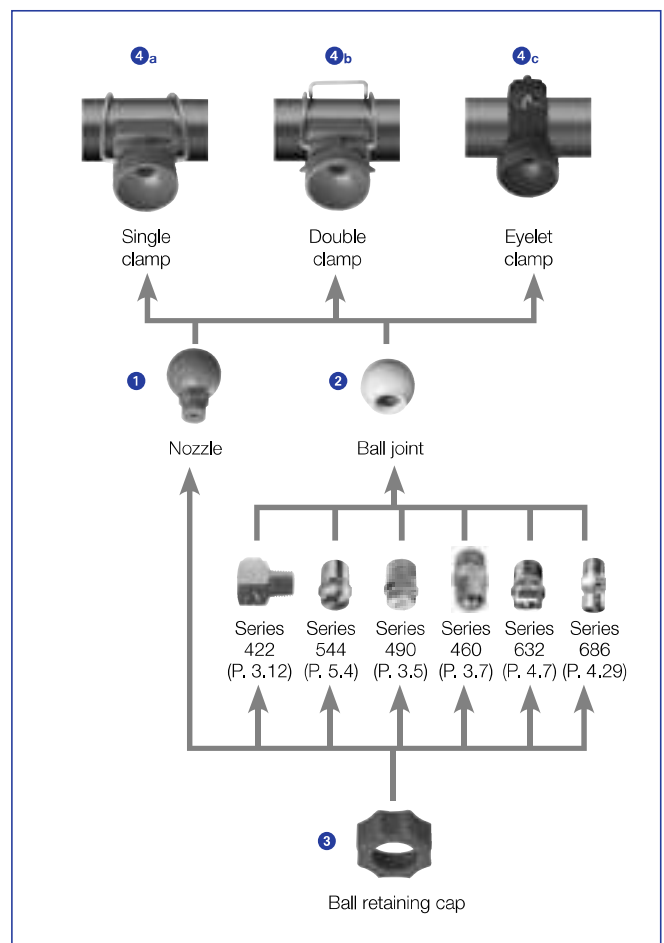 4a
4b
4c
Single
clamp
Double
clamp
Eyelet
clamp
1
2
Nozzle
Ball joint
Series
422
(P. 3.12)
Series
544
(P. 5.4)
Series
490
(P. 3.5)
Series
460
(P. 3.7)
Series
632
(P. 4.7)
Series
686
(P. 4.29)
3
Ball retaining cap